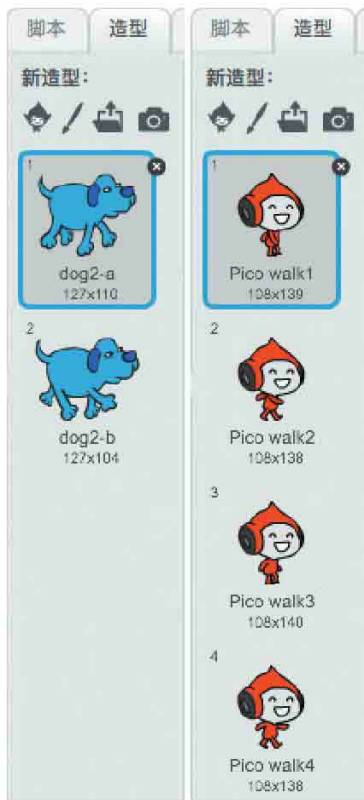 脚本
造型
新造型：
1
dog2-a
127x110
2
dog2-b
127x104
脚本
造型
新造型：
1
Pico walk1
108x139
2
Pico walk2
108x138
3
Pico walk3
108x140
4
Pico walk4
108x138